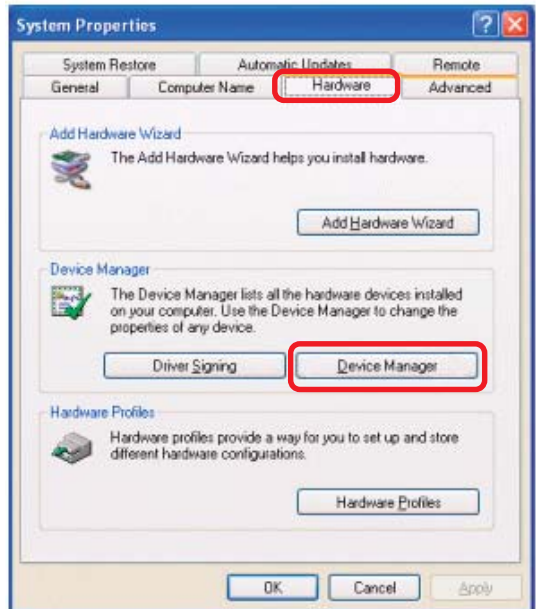 System Properties
System Restore Automatic Updates Remote
General Computer Name Hardware Advanced
Add Hardware Wizard
The Add Hardware Wizard helps you install hardware.
Add Hardware Wizard
Device Manager
The Device Manager lists all the hardware devices installed
on your computer. Use the Device Manager to change the
properties of any device.
Driver Signing Device Manager
Hardware Profiles
Hardware profiles provide a way for you to set up and store
different hardware configurations.
Hardware Profiles
OK Cancel Apply